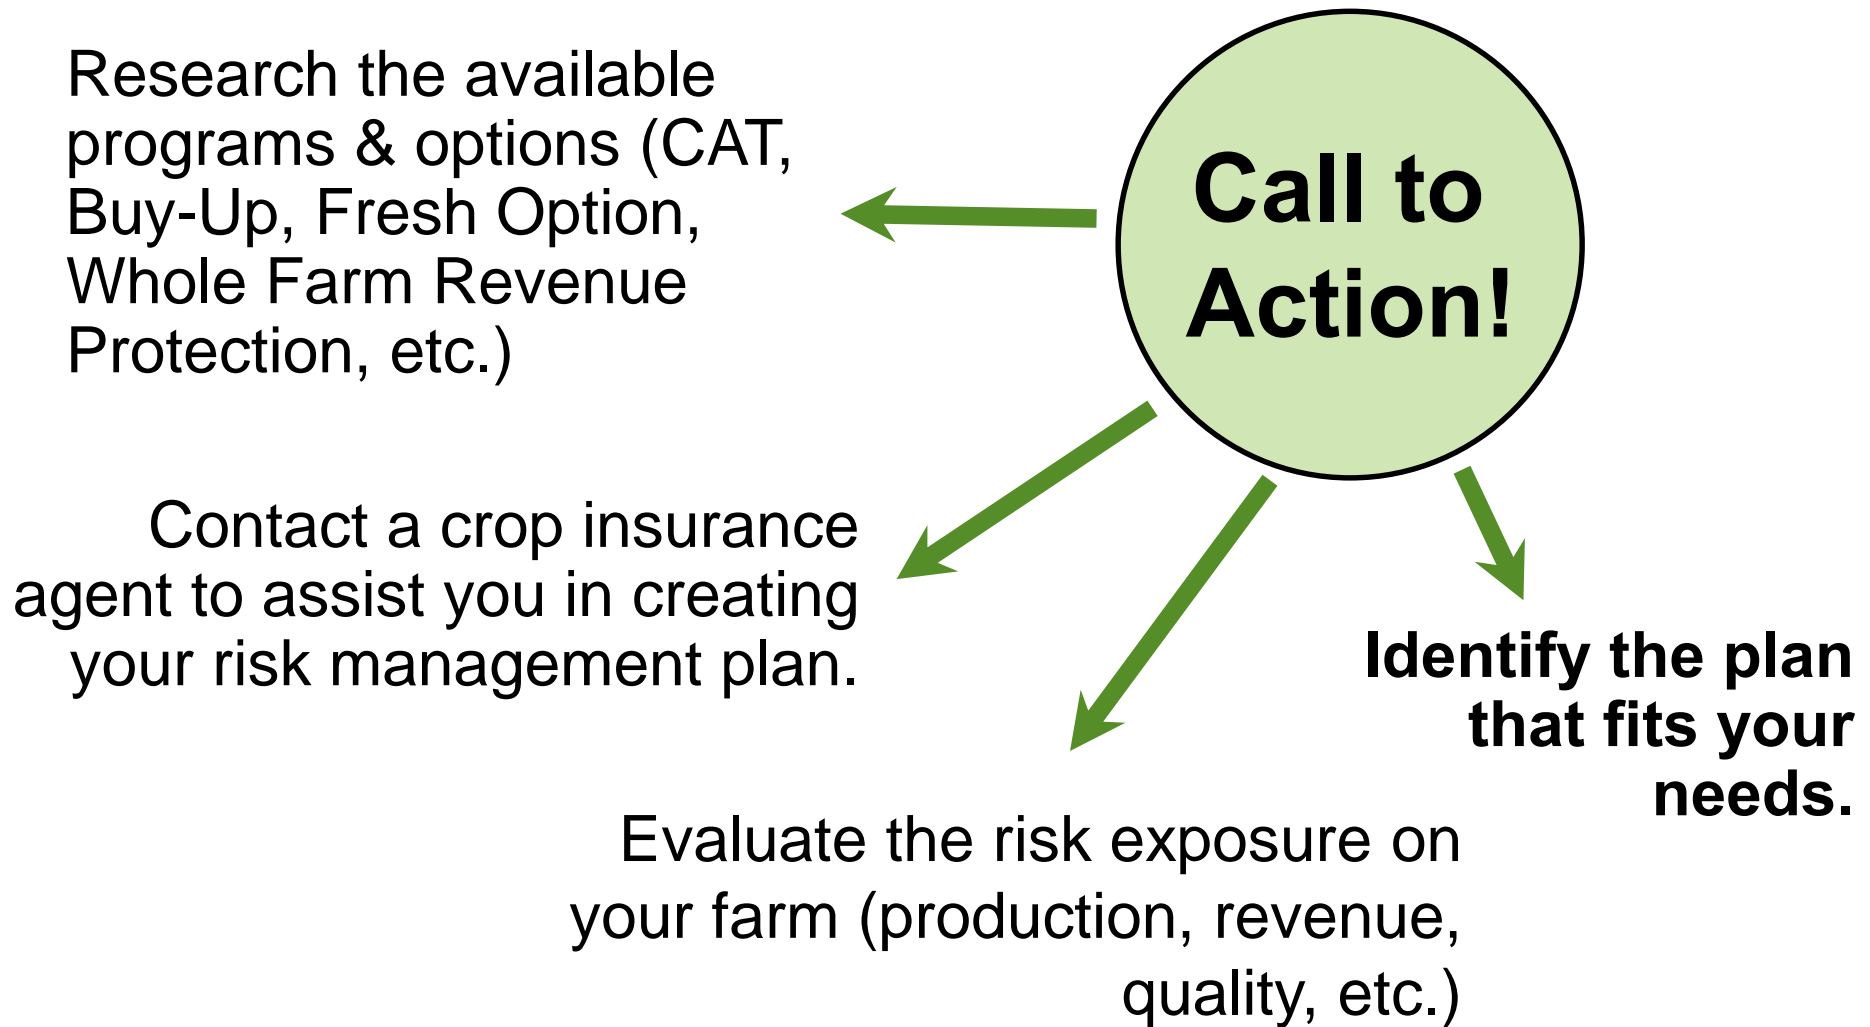 Call to
Action!
Research the available
programs & options (CAT,
Buy-Up, Fresh Option,
Whole Farm Revenue
Protection, etc.)
Contact a crop insurance
agent to assist you in creating
your risk management plan.
Evaluate the risk exposure on
your farm (production, revenue,
quality, etc.)
Identify the plan
that fits your
needs.